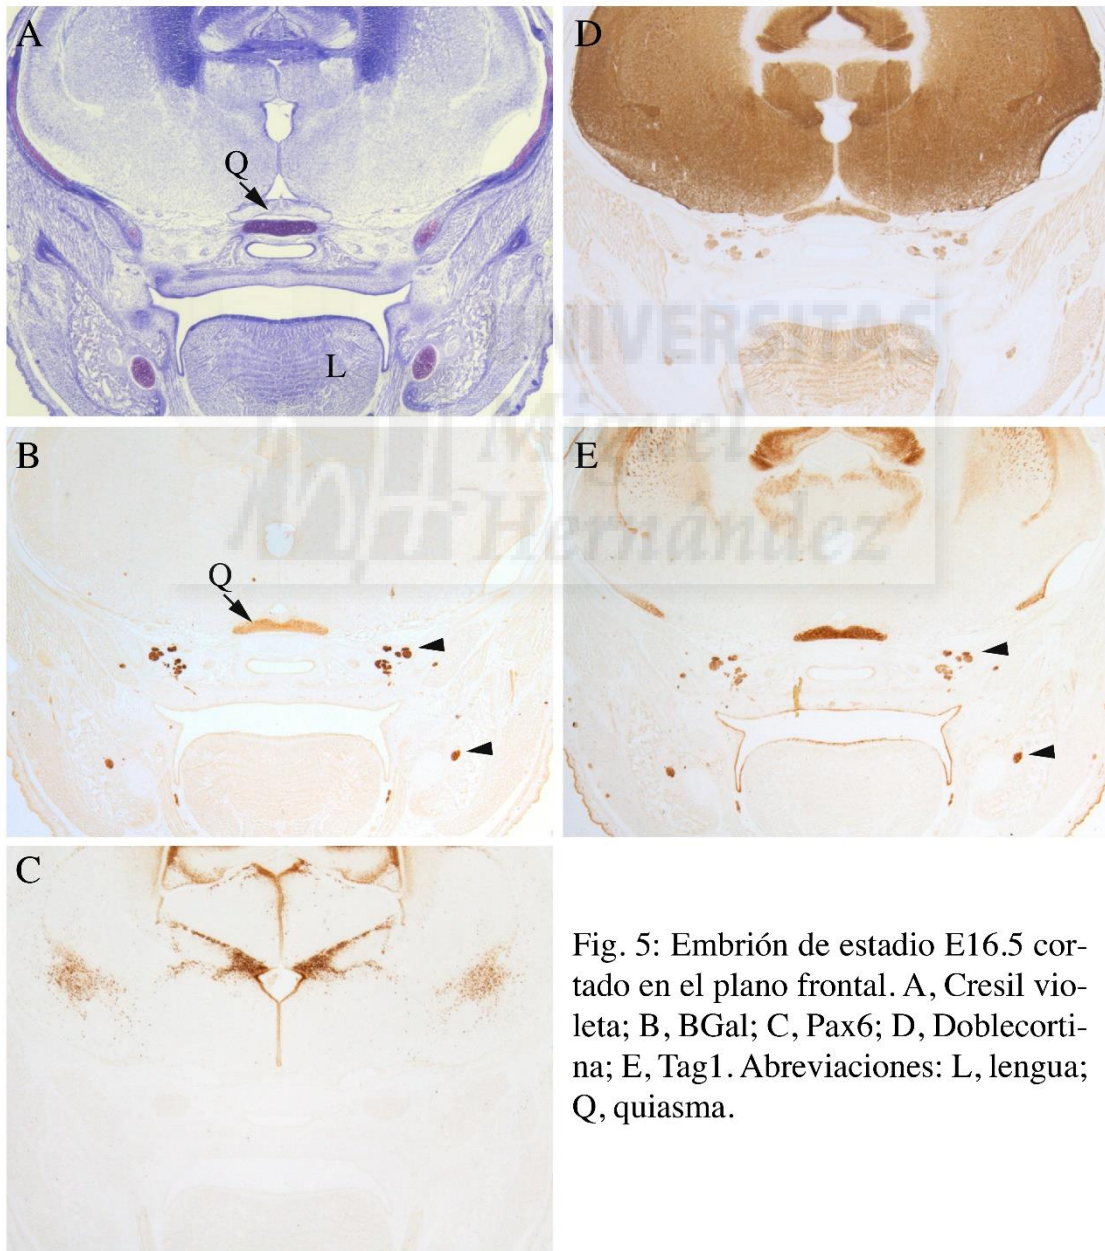 A
D
Q
L
UNIVERSITAS
Miguel
Hernández
B
E
Q
C
Fig. 5: Embrión de estadio E16.5 cor-
tado en el plano frontal. A, Cresil vio-
leta; B, BGal; C, Pax6; D, Doblecorti-
na; E, Tag1. Abreviaciones: L, lengua;
Q, quiasma.